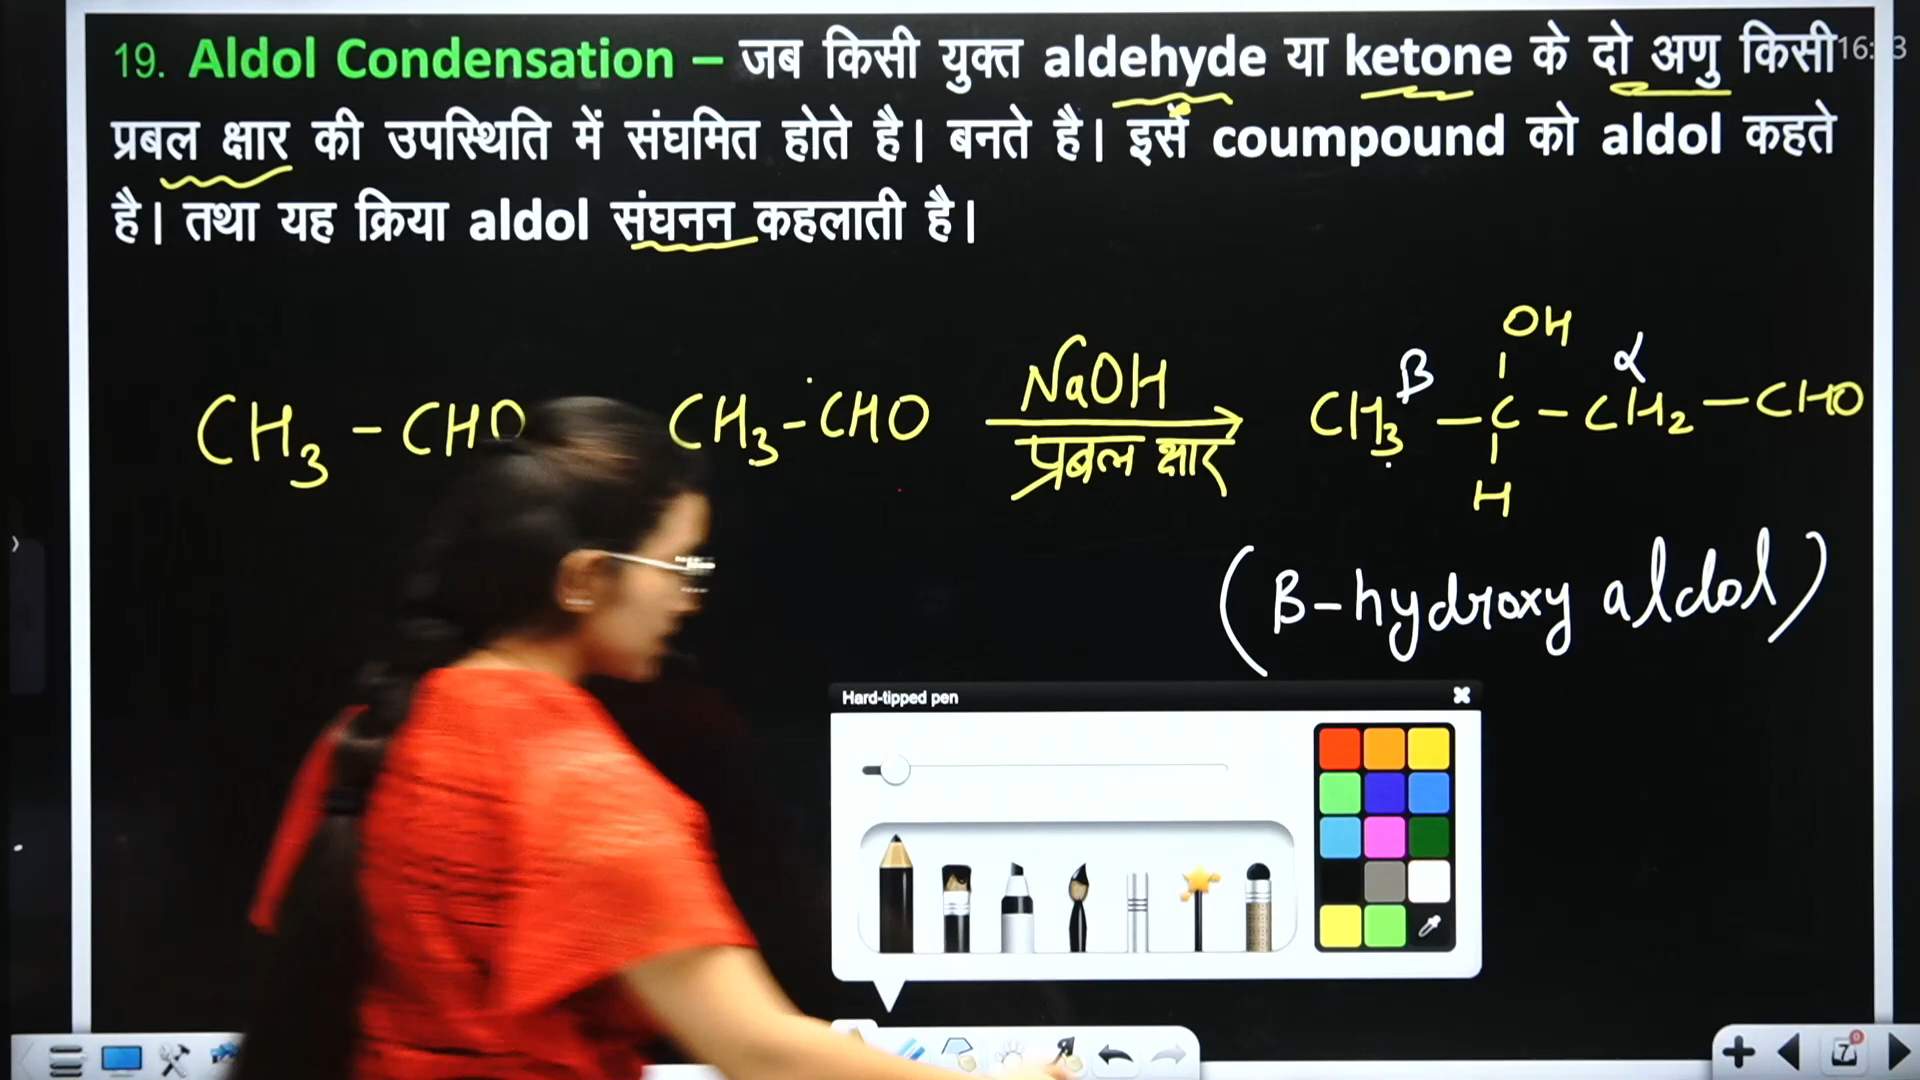 19. Aldol Condensation – जब किसी युक्त aldehyde या ketone के दो अणु किसी
प्रबल क्षार की उपस्थिति में संघमित होते है। बनते है। इसें coumpound को aldol कहते
है। तथा यह क्रिया aldol संघनन कहलाती है।
CH3 - CHO CH3 - CHO NaOH CH3 - C - CH2 - CHO
प्रबल क्षार
OH
β α
H
(β-hydroxy aldol)
Hard-tipped pen
7